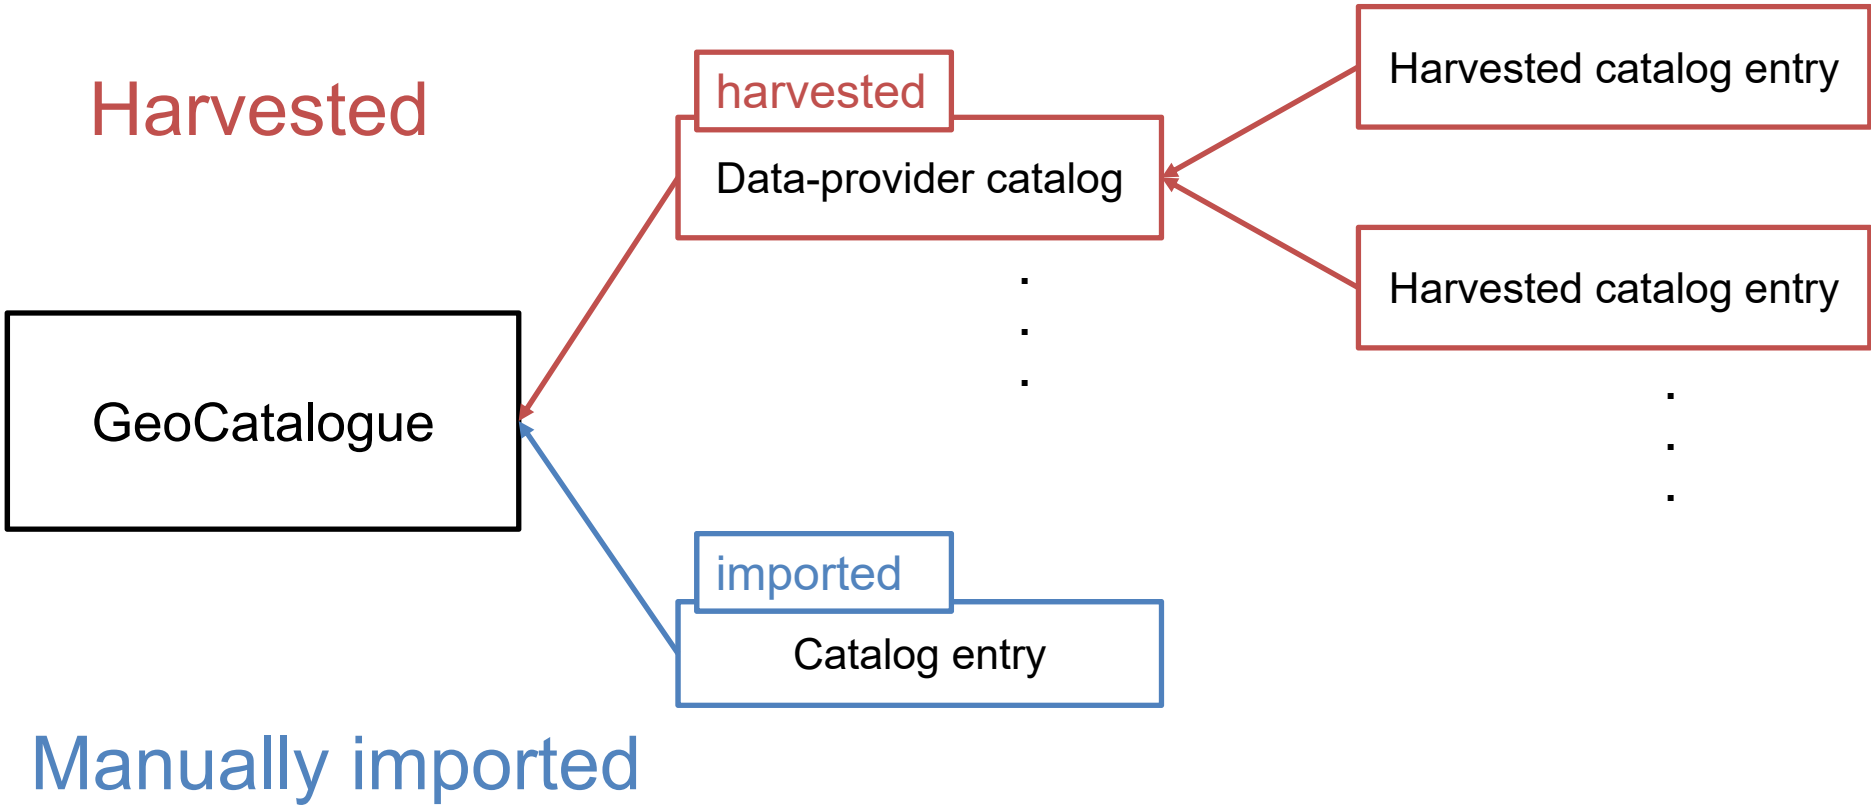 Harvested
harvested
Data-provider catalog
Harvested catalog entry
Harvested catalog entry
.
.
.
.
.
.
GeoCatalogue
imported
Catalog entry
Manually imported